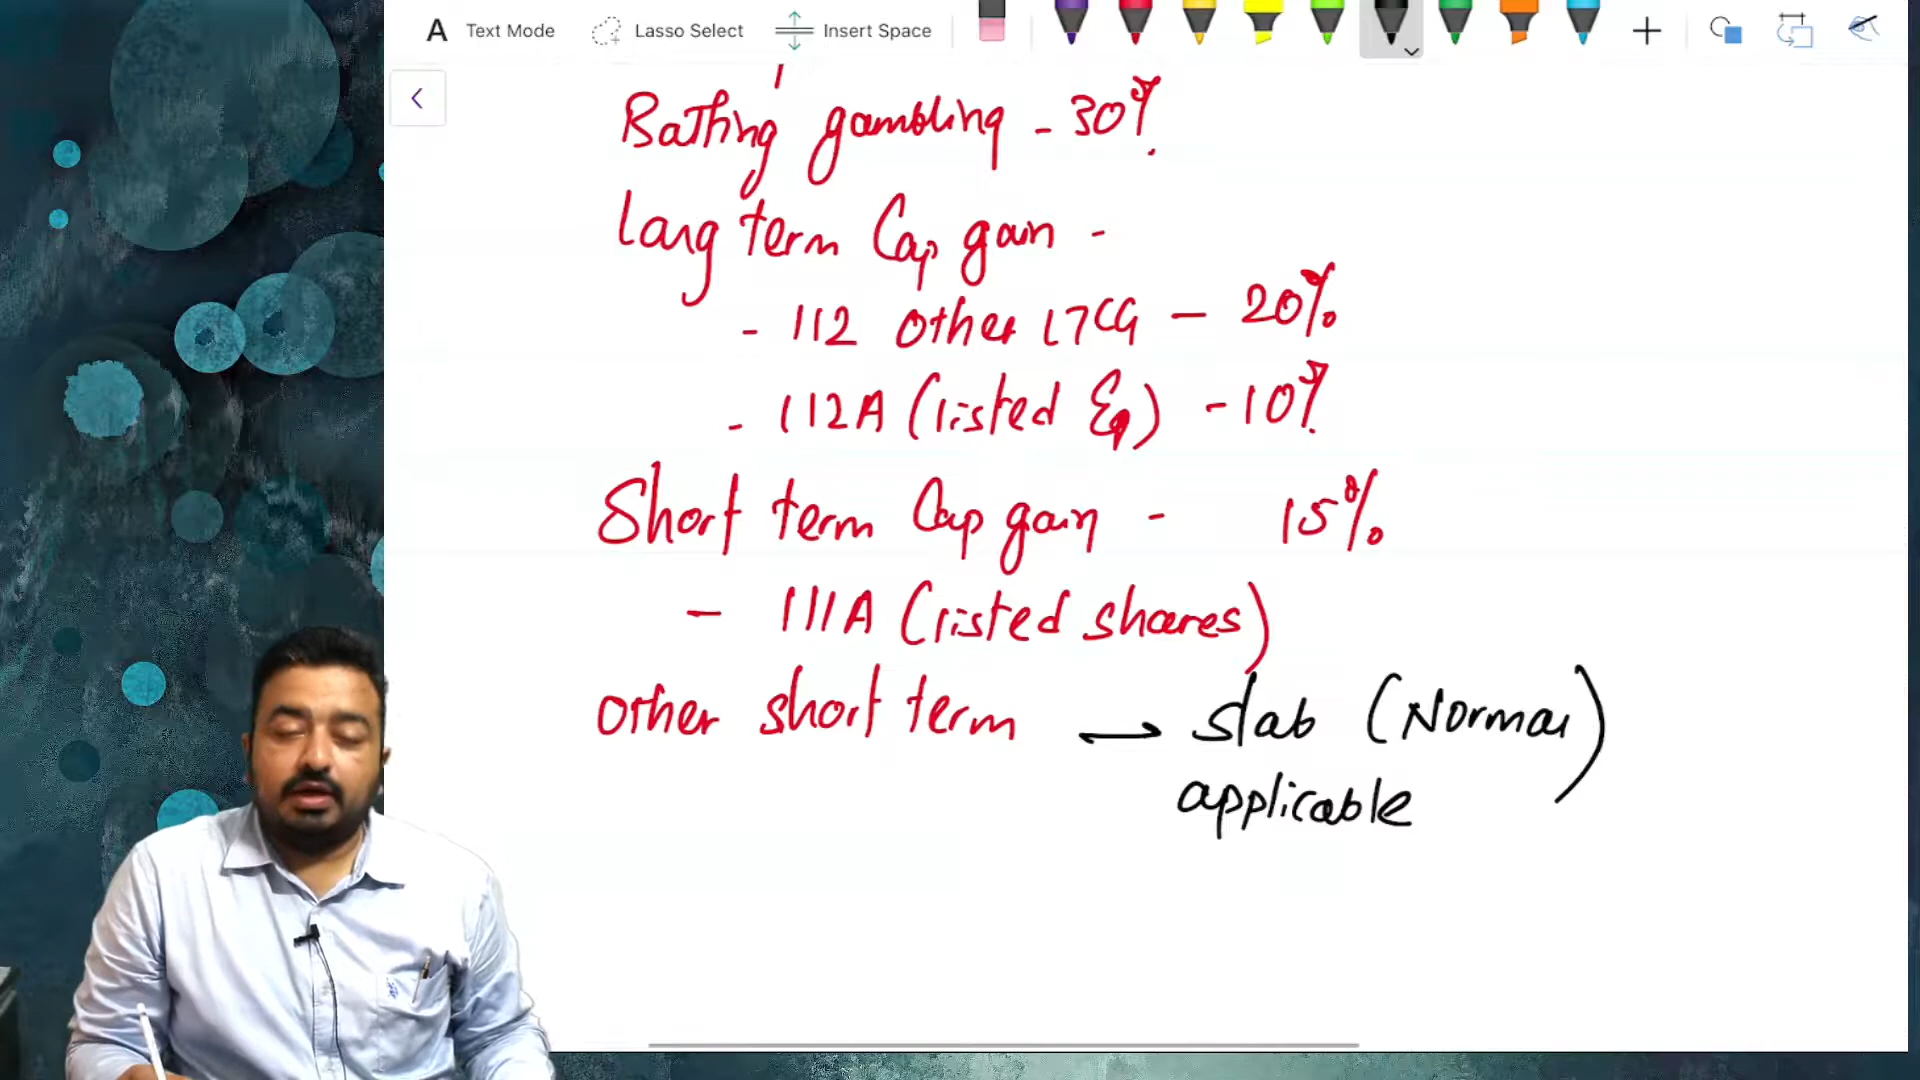 A Text Mode Lasso Select Insert Space
Bathing gambling - 30%
Long term Cap gain -
- 112 other LTCG - 20%
- 112A (listed Eq) - 10%
Short term Cap gain - 15%
- 111A (listed shares)
other short term → slab (Normal)
applicable